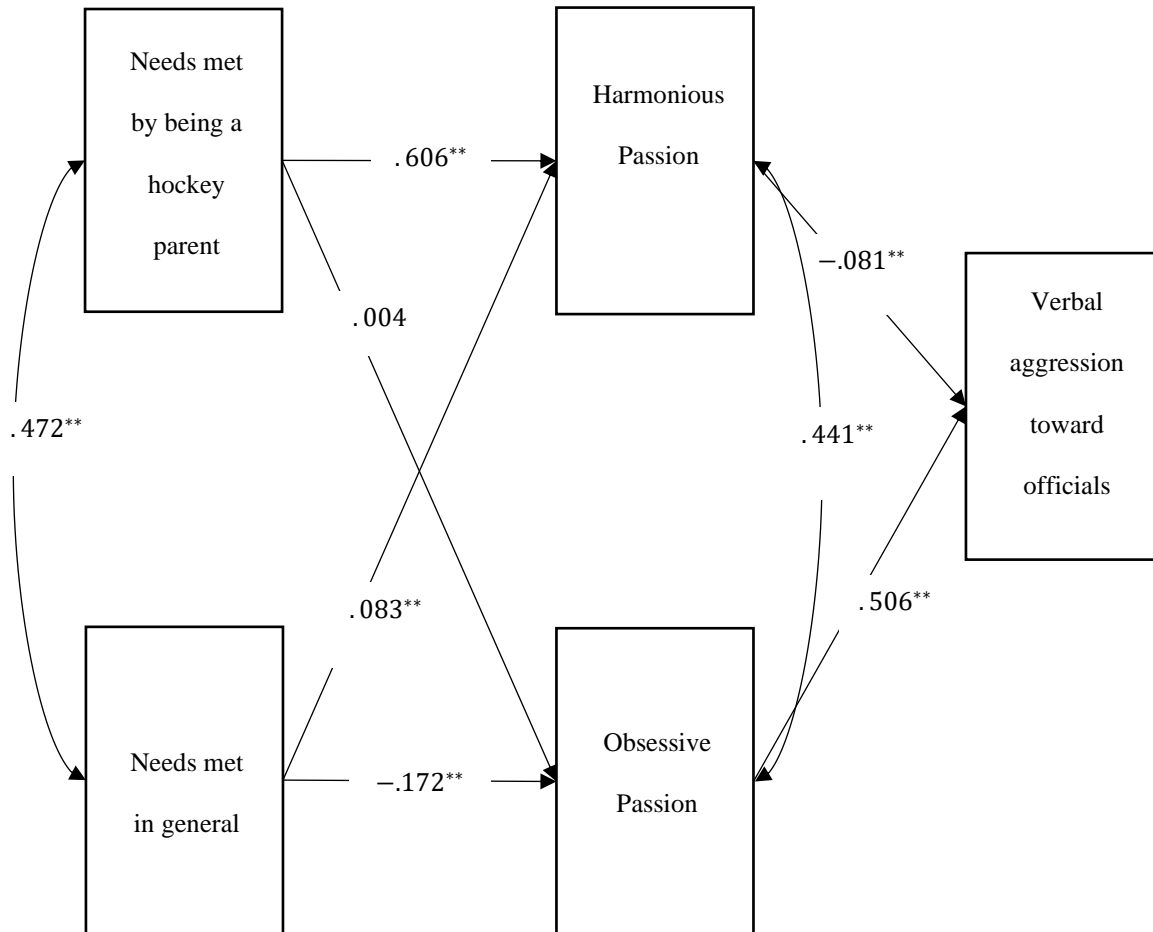 Needs met
by being a
hockey
parent
Harmonious
Passion
.606**
−.081**
.004
Verbal
aggression
toward
officials
.472**
.441**
.083**
.506**
Needs met
in general
−.172**
Obsessive
Passion